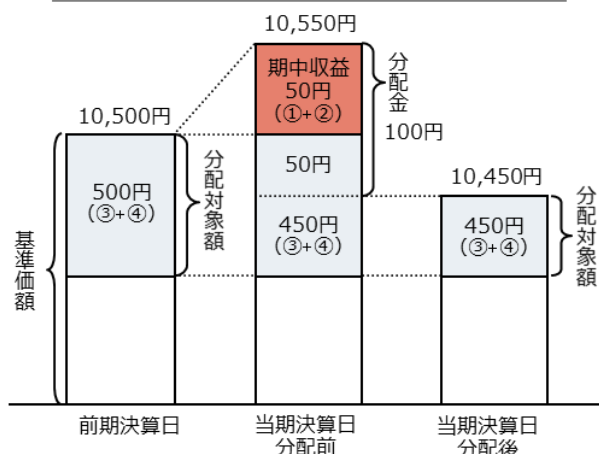 10,550円
期中収益
50円
(①+②)
分配金
100円
10,500円
500円
(③+④)
分配対象額
50円
450円
(③+④)
10,450円
450円
(③+④)
分配対象額
基準価額
前期決算日
当期決算日
分配前
当期決算日
分配後